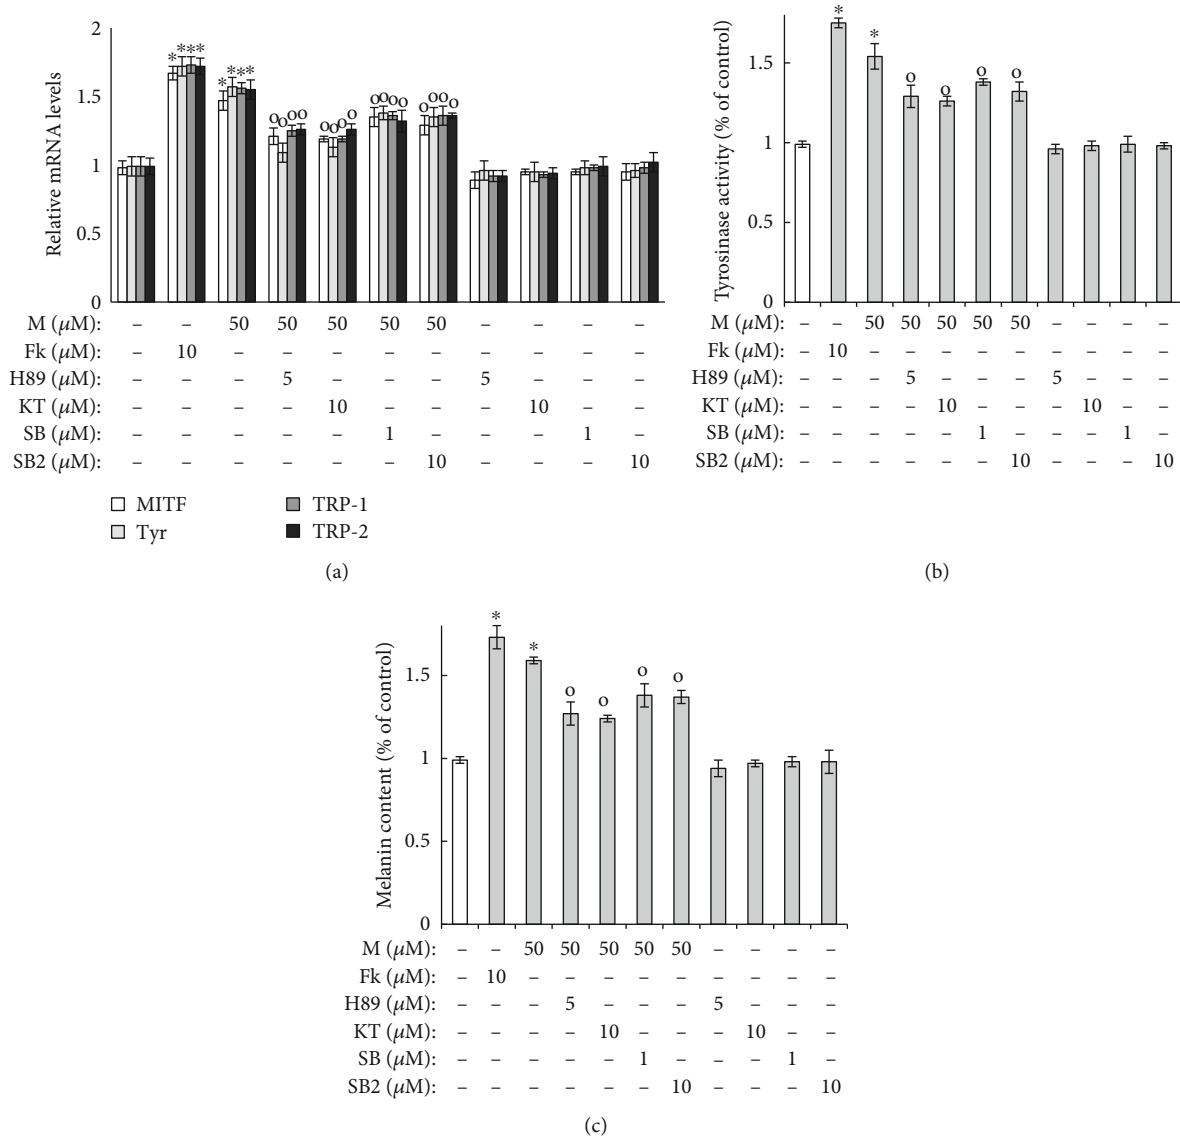 2
1.5
1
0.5
0
Relative mRNA levels
* * * *
* * * *
o o o o
o o o o
o o o o
o o o o
M (μM): – – 50 50 50 50 50 – – – –
Fk (μM): – 10 – – – – – – – – –
H89 (μM): – – – 5 – – – 5 – – –
KT (μM): – – – – 10 – – – 10 – –
SB (μM): – – – – – 1 – – – 1 –
SB2 (μM): – – – – – – 10 – – – 10
MITF TRP-1
Tyr TRP-2
(a)
1.5
1
0.5
0
Tyrosinase activity (% of control)
* * o o o o
M (μM): – – 50 50 50 50 50 – – – –
Fk (μM): – 10 – – – – – – – – –
H89 (μM): – – – 5 – – – 5 – – –
KT (μM): – – – – 10 – – – 10 – –
SB (μM): – – – – – 1 – – – 1 –
SB2 (μM): – – – – – – 10 – – – 10
(b)
1.5
1
0.5
0
Melanin content (% of control)
* * o o o o
M (μM): – – 50 50 50 50 50 – – – –
Fk (μM): – 10 – – – – – – – – –
H89 (μM): – – – 5 – – – 5 – – –
KT (μM): – – – – 10 – – – 10 – –
SB (μM): – – – – – 1 – – – 1 –
SB2 (μM): – – – – – – 10 – – – 10
(c)